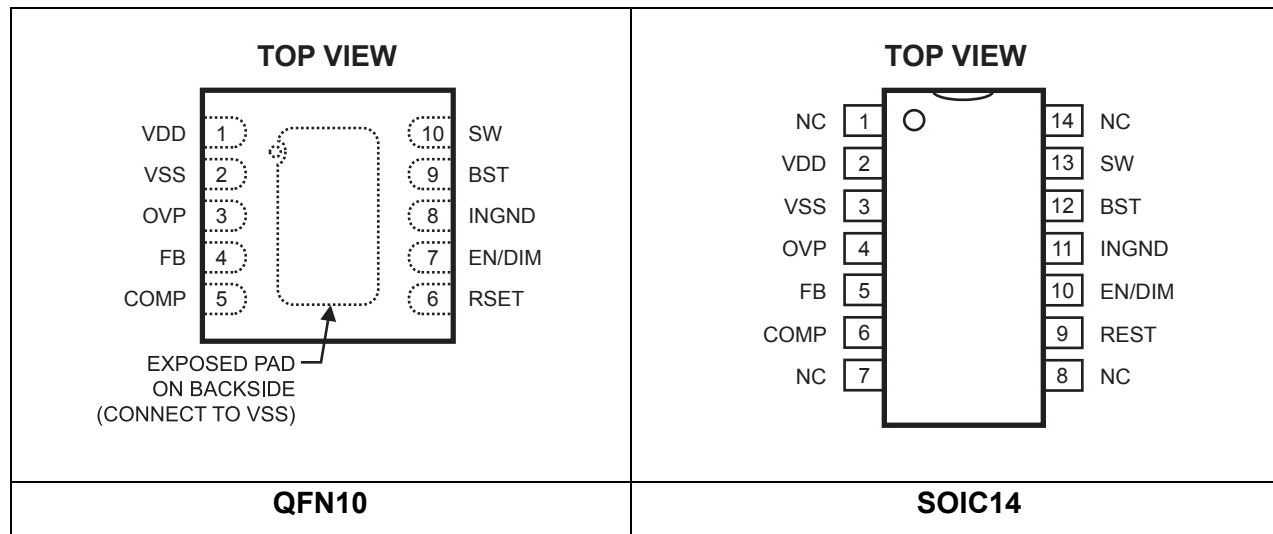 TOP VIEW
VDD 1 10 SW
VSS 2 9 BST
OVP 3 8 INGND
FB 4 7 EN/DIM
COMP 5 6 RSET
EXPOSED PAD
ON BACKSIDE
(CONNECT TO VSS)
QFN10
TOP VIEW
NC 1 14 NC
VDD 2 13 SW
VSS 3 12 BST
OVP 4 11 INGND
FB 5 10 EN/DIM
COMP 6 9 REST
NC 7 8 NC
SOIC14